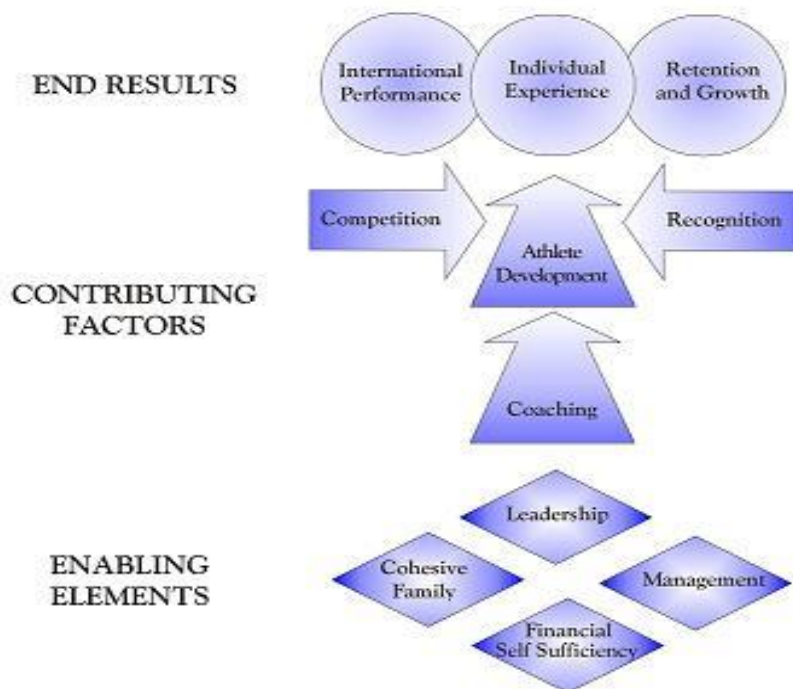 END RESULTS
International
Performance
Individual
Experience
Retention
and Growth
CONTRIBUTING
FACTORS
Competition
Recognition
Athlete
Development
Coaching
ENABLING
ELEMENTS
Leadership
Cohesive
Family
Management
Financial
Self Sufficiency